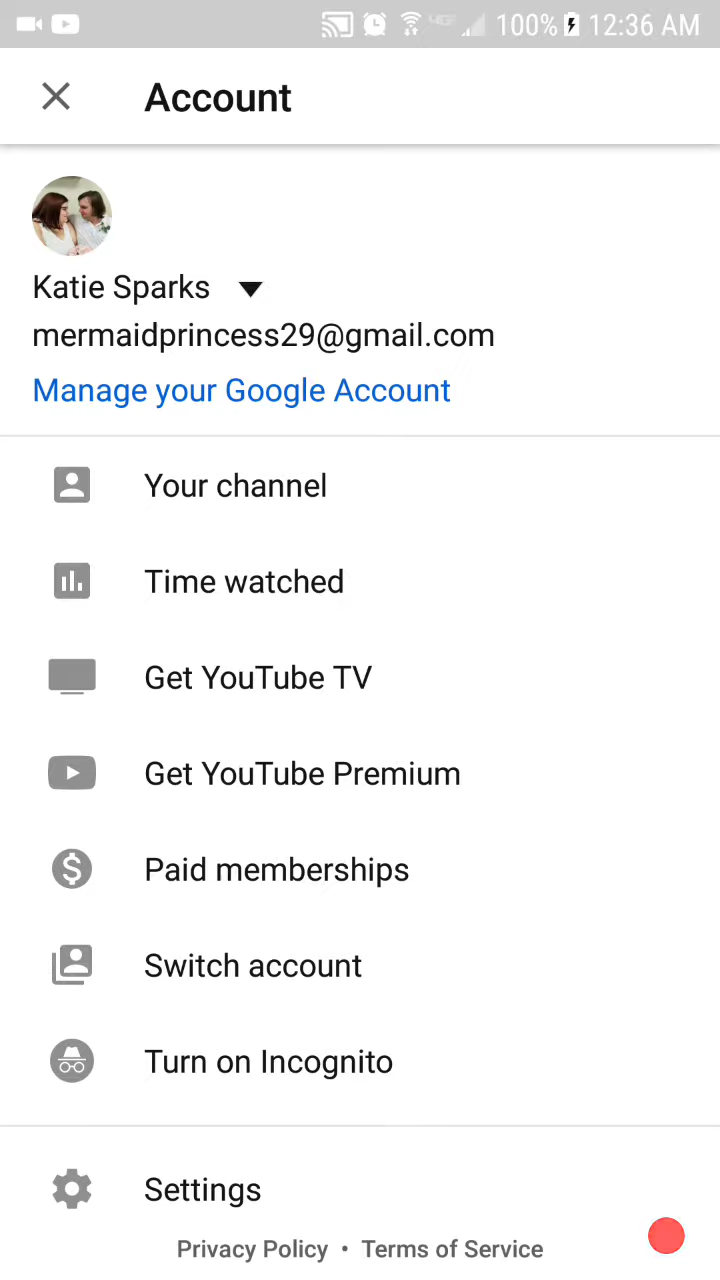 4G 100% 12:36 AM
Account
Katie Sparks
mermaidprincess29@gmail.com
Manage your Google Account
Your channel
Time watched
Get YouTube TV
Get YouTube Premium
$ Paid memberships
Switch account
Turn on Incognito
Settings
Privacy Policy • Terms of Service